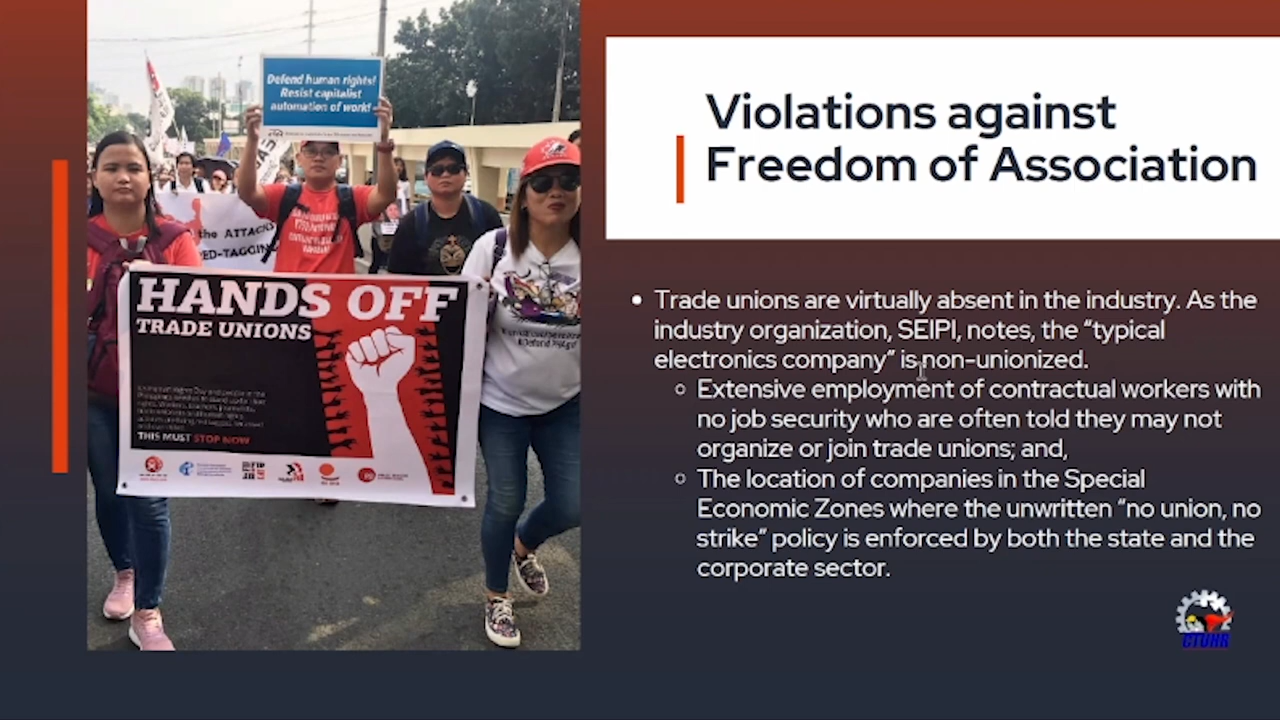 Defend human rights!
Resist capitalist
automation of work!
the ATTACKS
RED-TAGGING
HANDS OFF
TRADE UNIONS
THIS MUST STOP NOW
Violations against
Freedom of Association
Trade unions are virtually absent in the industry. As the
industry organization, SEIPI, notes, the “typical
electronics company” is non-unionized.
Extensive employment of contractual workers with
no job security who are often told they may not
organize or join trade unions; and,
The location of companies in the Special
Economic Zones where the unwritten “no union, no
strike” policy is enforced by both the state and the
corporate sector.
CTUHR